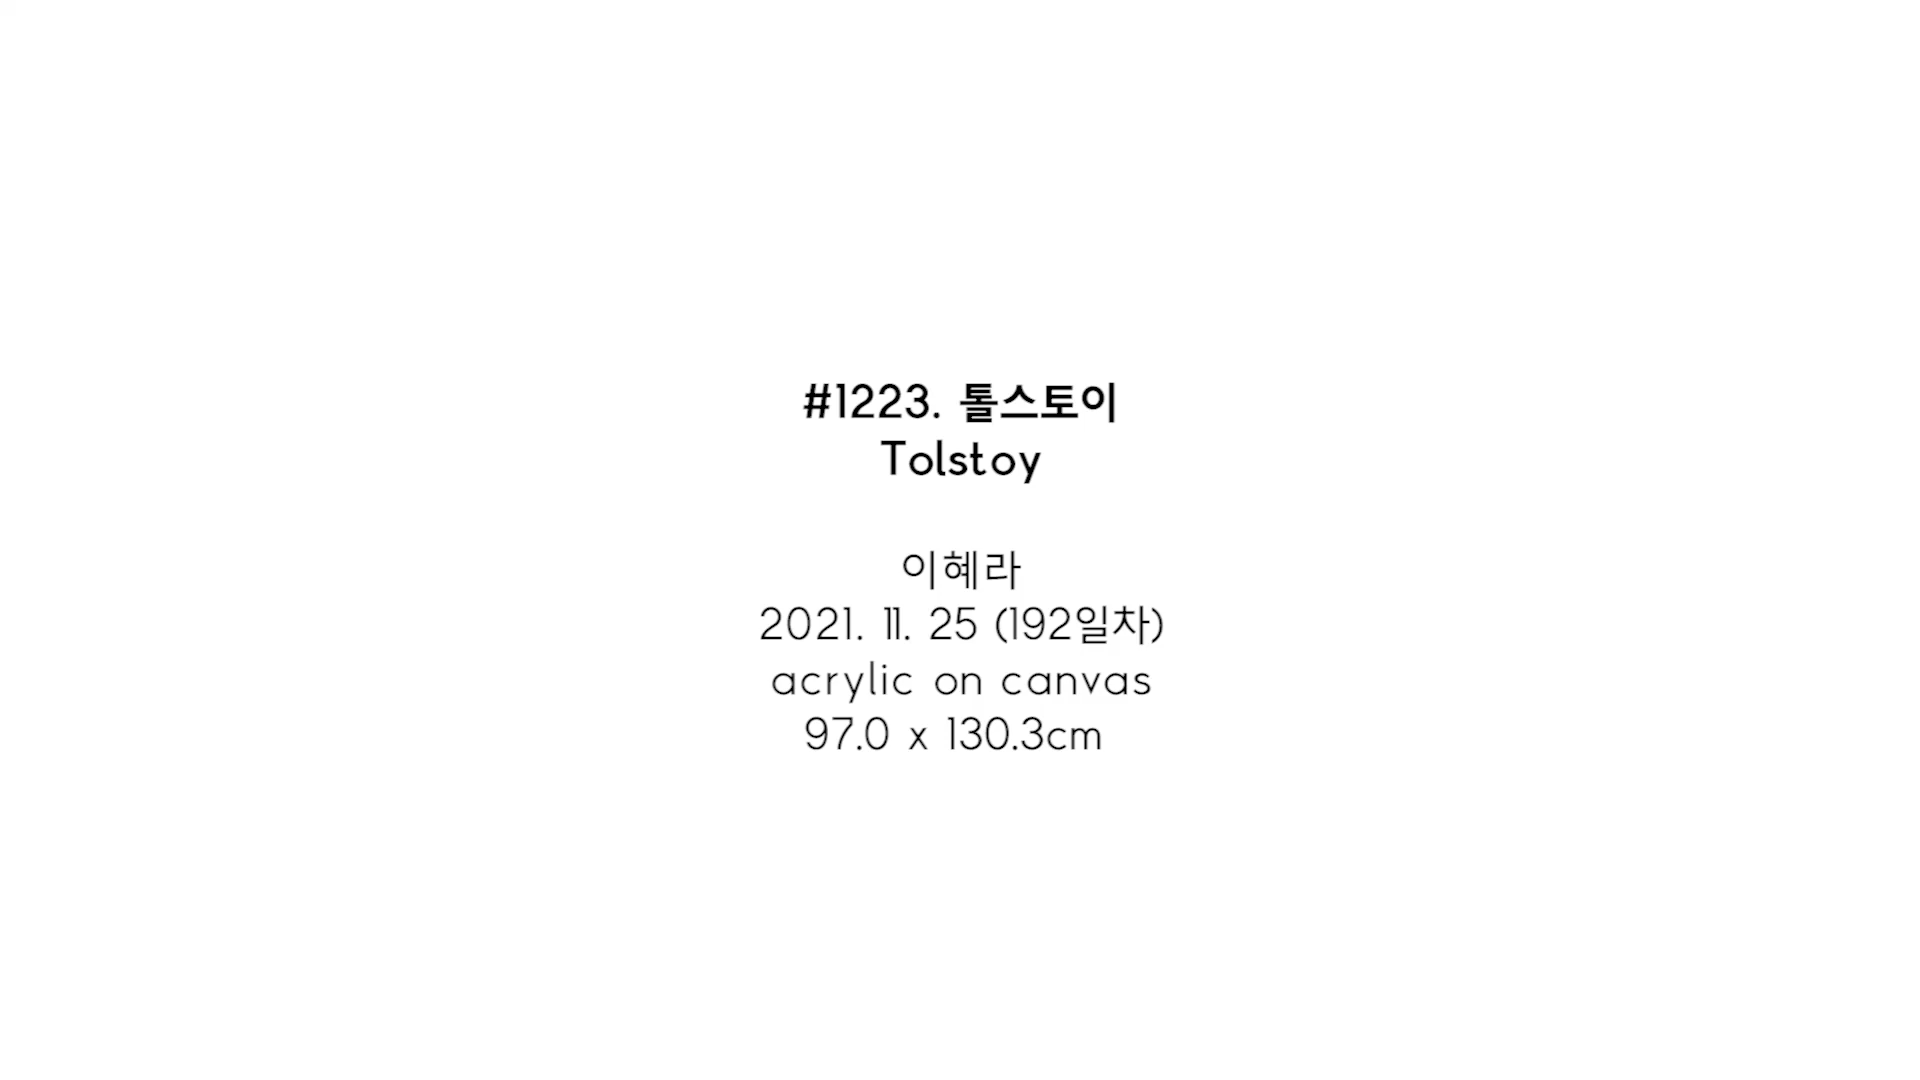 #1223. 톨스토이
Tolstoy
이혜라
2021. 11. 25 (192일차)
acrylic on canvas
97.0 x 130.3cm